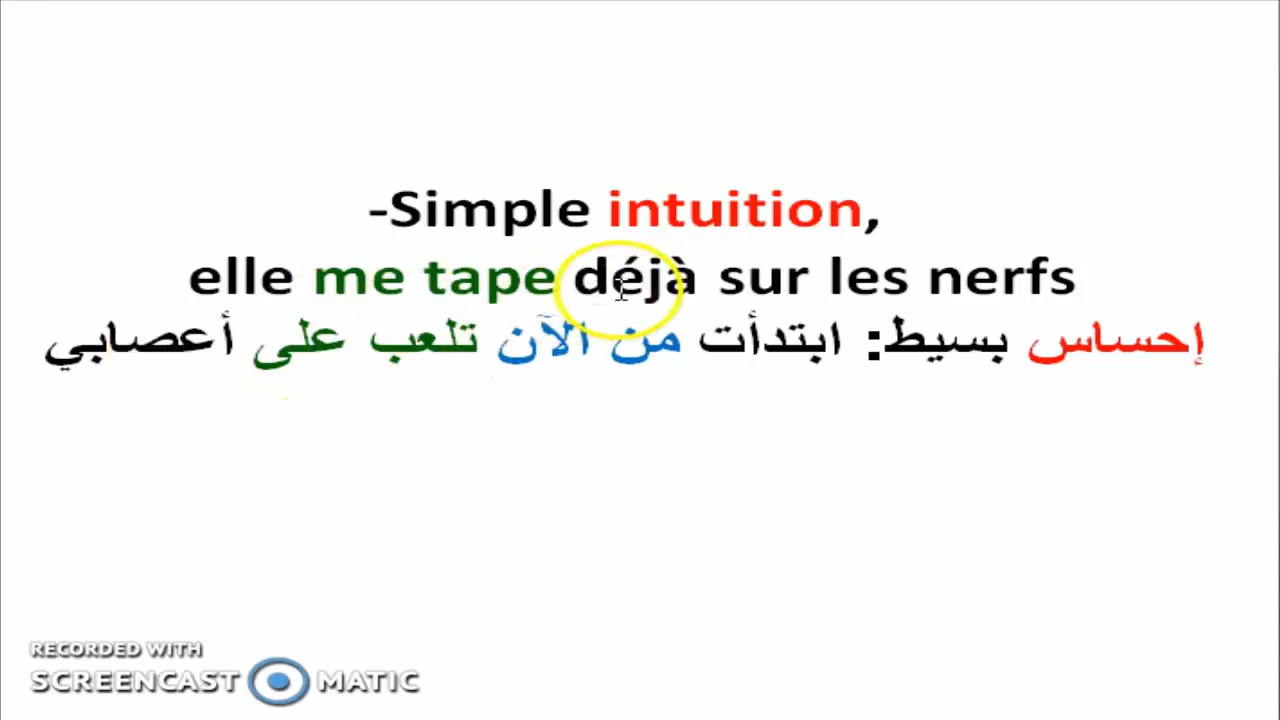 -Simple intuition,
elle me tape déjà sur les nerfs
إحساس بسيط: ابتدأت من الآن تلعب على أعصابي
RECORDED WITH
SCREENCAST MATIC